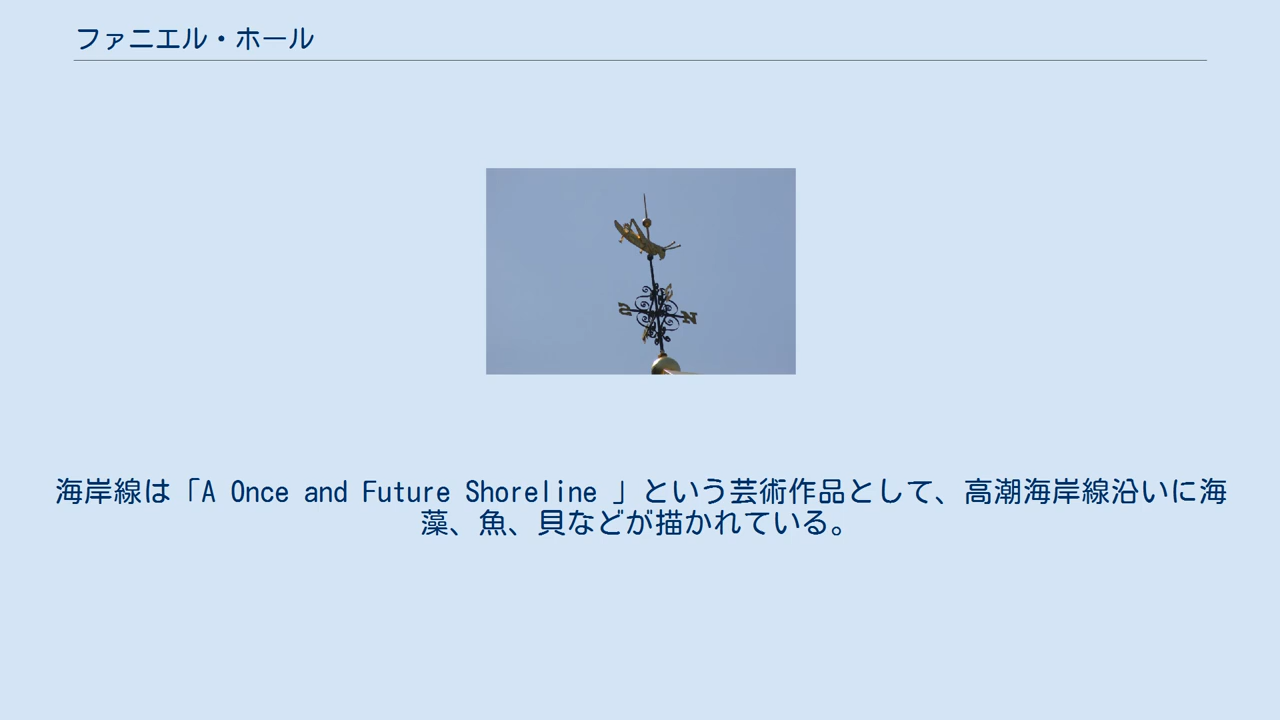 ファニエル・ホール
S N
海岸線は「A Once and Future Shoreline 」という芸術作品として、高潮海岸線沿いに海
藻、魚、貝などが描かれている。